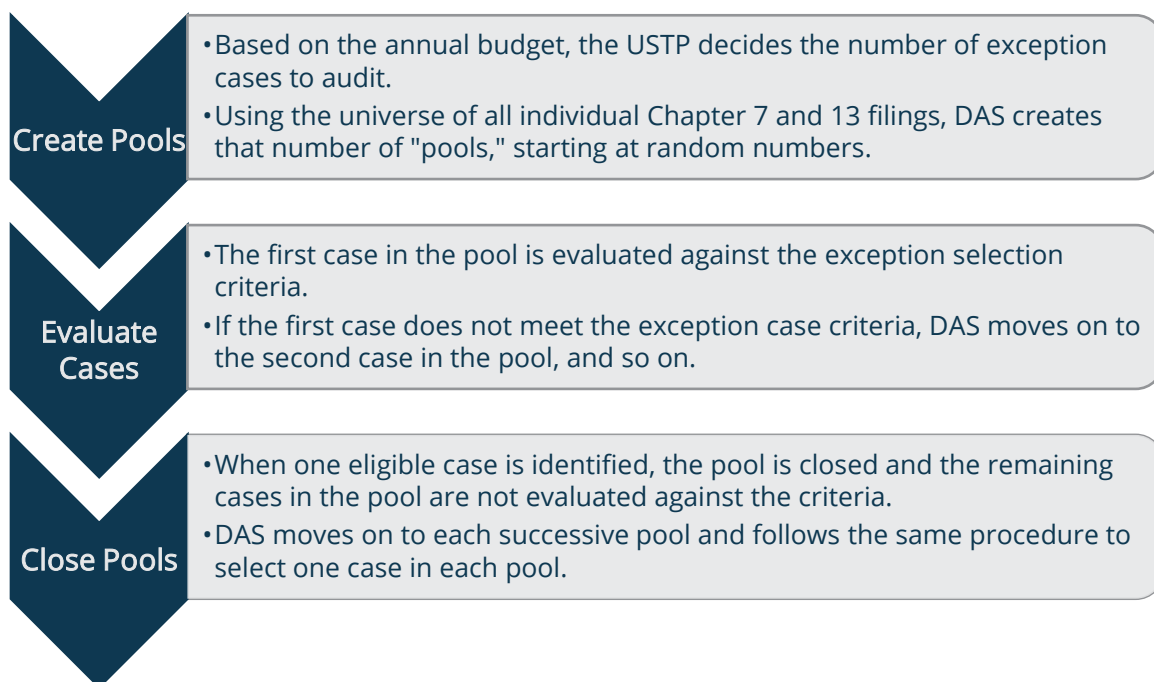 Create Pools
•Based on the annual budget, the USTP decides the number of exception
cases to audit.
•Using the universe of all individual Chapter 7 and 13 filings, DAS creates
that number of "pools," starting at random numbers.
Evaluate
Cases
•The first case in the pool is evaluated against the exception selection
criteria.
•If the first case does not meet the exception case criteria, DAS moves on to
the second case in the pool, and so on.
Close Pools
•When one eligible case is identified, the pool is closed and the remaining
cases in the pool are not evaluated against the criteria.
•DAS moves on to each successive pool and follows the same procedure to
select one case in each pool.